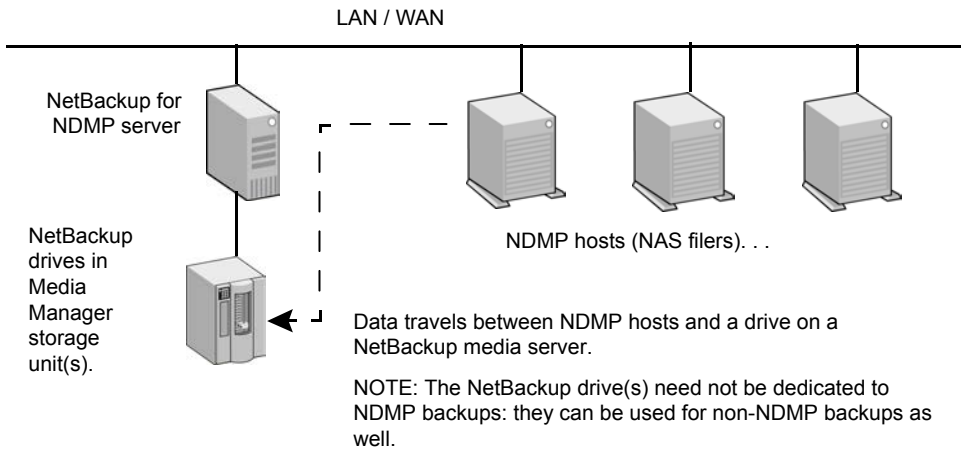 LAN / WAN
NetBackup for
NDMP server
NetBackup
drives in
Media
Manager
storage
unit(s).
NDMP hosts (NAS filers). . .
Data travels between NDMP hosts and a drive on a
NetBackup media server.
NOTE: The NetBackup drive(s) need not be dedicated to
NDMP backups: they can be used for non-NDMP backups as
well.